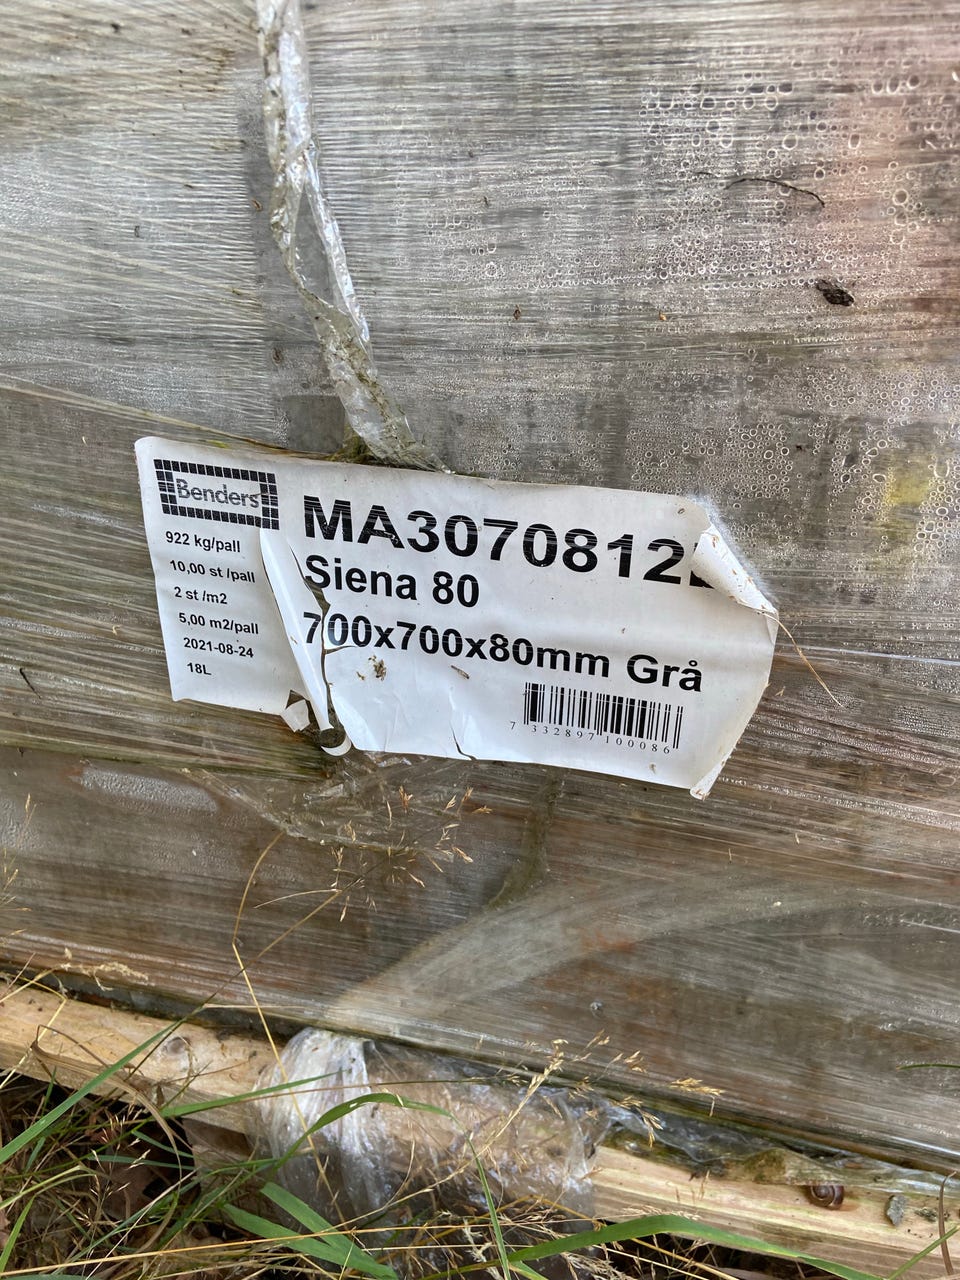 Benders
922 kg/pall
10,00 st /pall
2 st /m2
5,00 m2/pall
2021-08-24
18L
MA3070812
Siena 80
700x700x80mm Grå
7 332897 100086